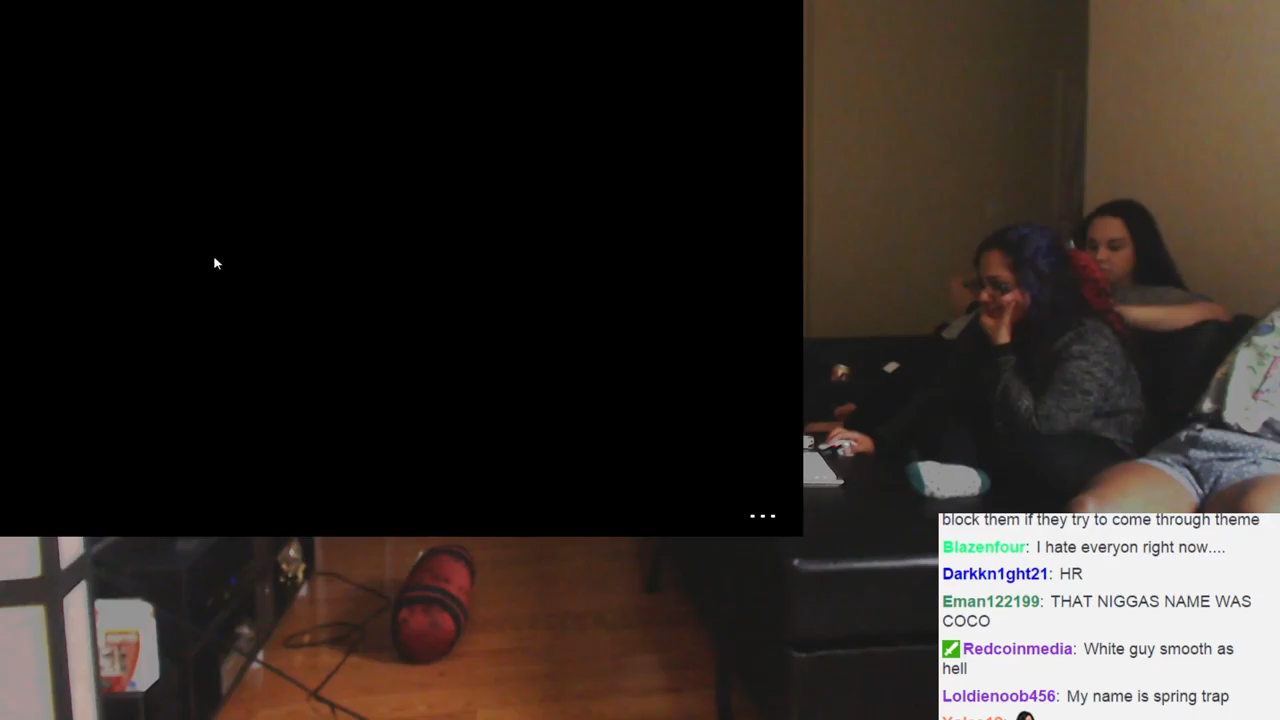 ...
block them if they try to come through theme
Blazenfour: I hate everyon right now....
Darkkn1ght21: HR
Eman122199: THAT NIGGAS NAME WAS
COCO
Redcoinmedia: White guy smooth as
hell
Loldienoob456: My name is spring trap